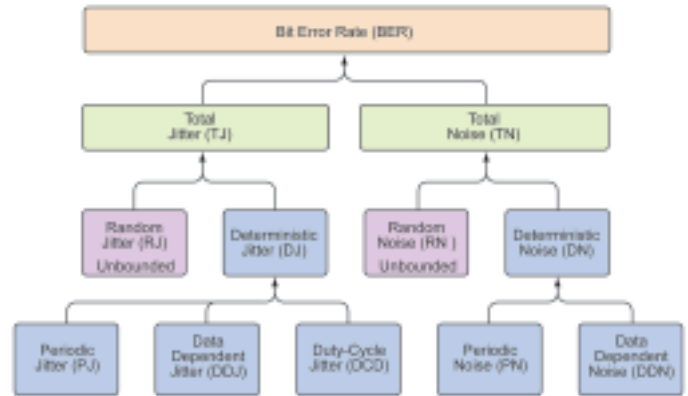 Bit Error Rate (BER)
Total
Jitter (TJ)
Total
Noise (TN)
Random
Jitter (RJ)
Unbounded
Deterministic
Jitter (DJ)
Random
Noise (RN )
Unbounded
Deterministic
Noise (DN)
Periodic
Jitter (PJ)
Data
Dependent
Jitter (DDJ)
Duty-Cycle
Jitter (DCD)
Periodic
Noise (PN)
Data
Dependent
Noise (DDN)